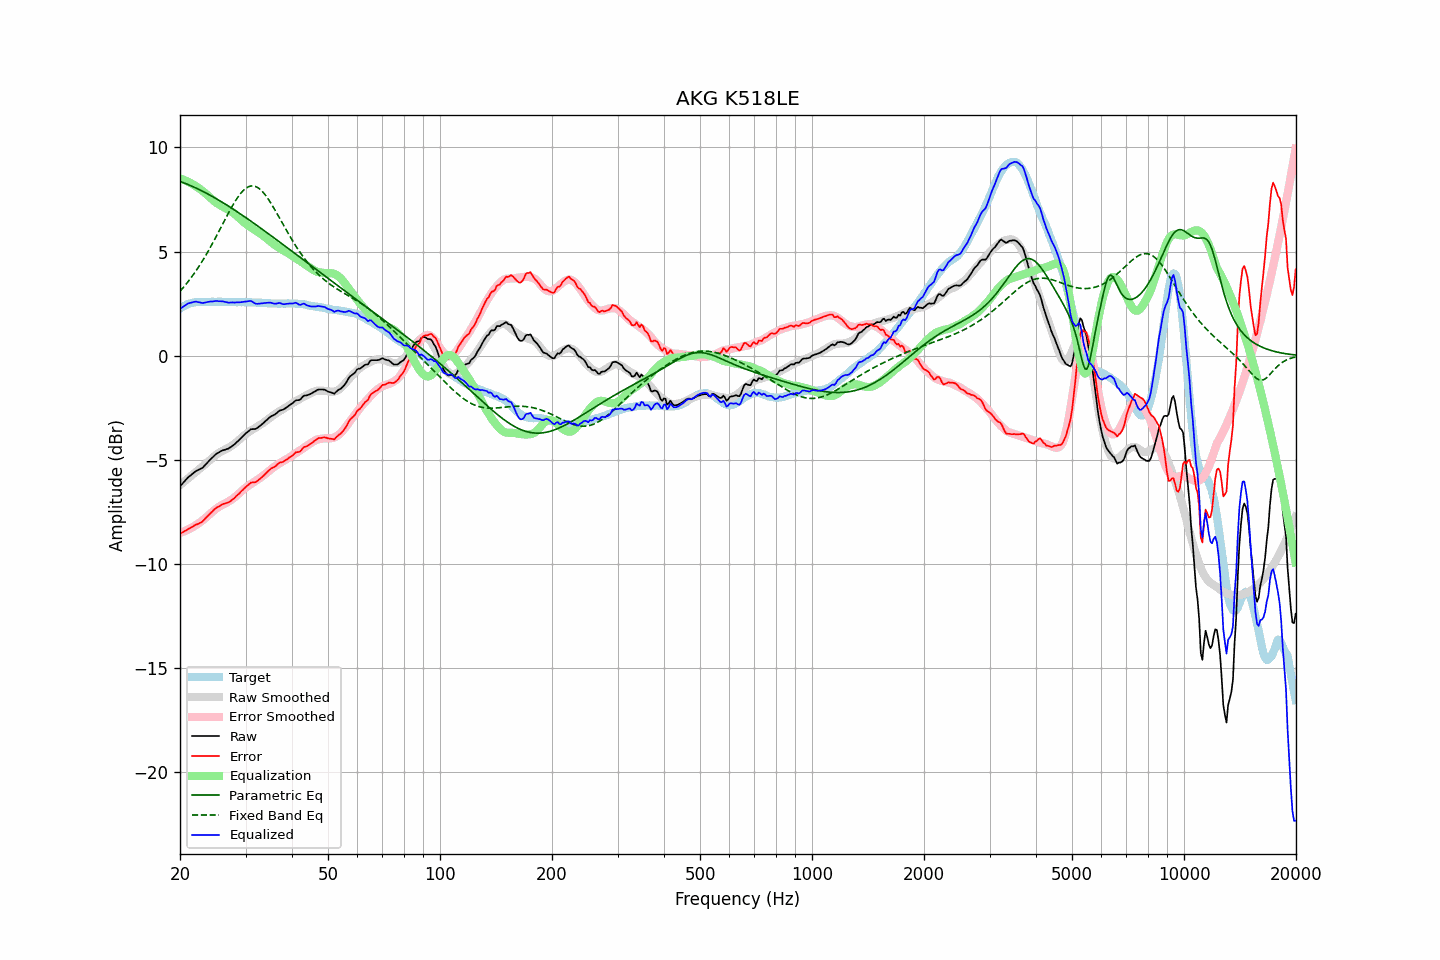 AKG K518LE
Amplitude (dBr)
10
5
0
−5
−10
−15
−20
Target
Raw Smoothed
Error Smoothed
Raw
Error
Equalization
Parametric Eq
Fixed Band Eq
Equalized
20 50 100 200 500 1000 2000 5000 10000 20000
Frequency (Hz)